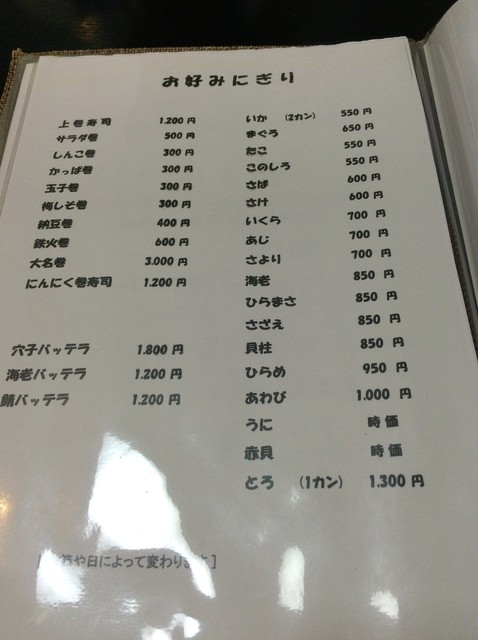 お好みにぎり
上巻寿司 1.200 円
サラダ巻 500 円
しんこ巻 300 円
かっぱ巻 300 円
玉子巻 300 円
梅しそ巻 300 円
納豆巻 400 円
鉄火巻 600 円
大名巻 3.000 円
にんにく巻寿司 1.200 円
穴子バッテラ 1.800 円
海老バッテラ 1.200 円
鯖バッテラ 1.200 円
いか (2カン) 550 円
まぐろ 650 円
たこ 550 円
このしろ 550 円
さば 600 円
さけ 600 円
いくら 700 円
あじ 700 円
さより 700 円
海老 850 円
ひらまさ 850 円
さざえ 850 円
貝柱 850 円
ひらめ 950 円
あわび 1.000 円
うに 時価
赤貝 時価
とろ (1カン) 1.300 円
や日によって変わります]